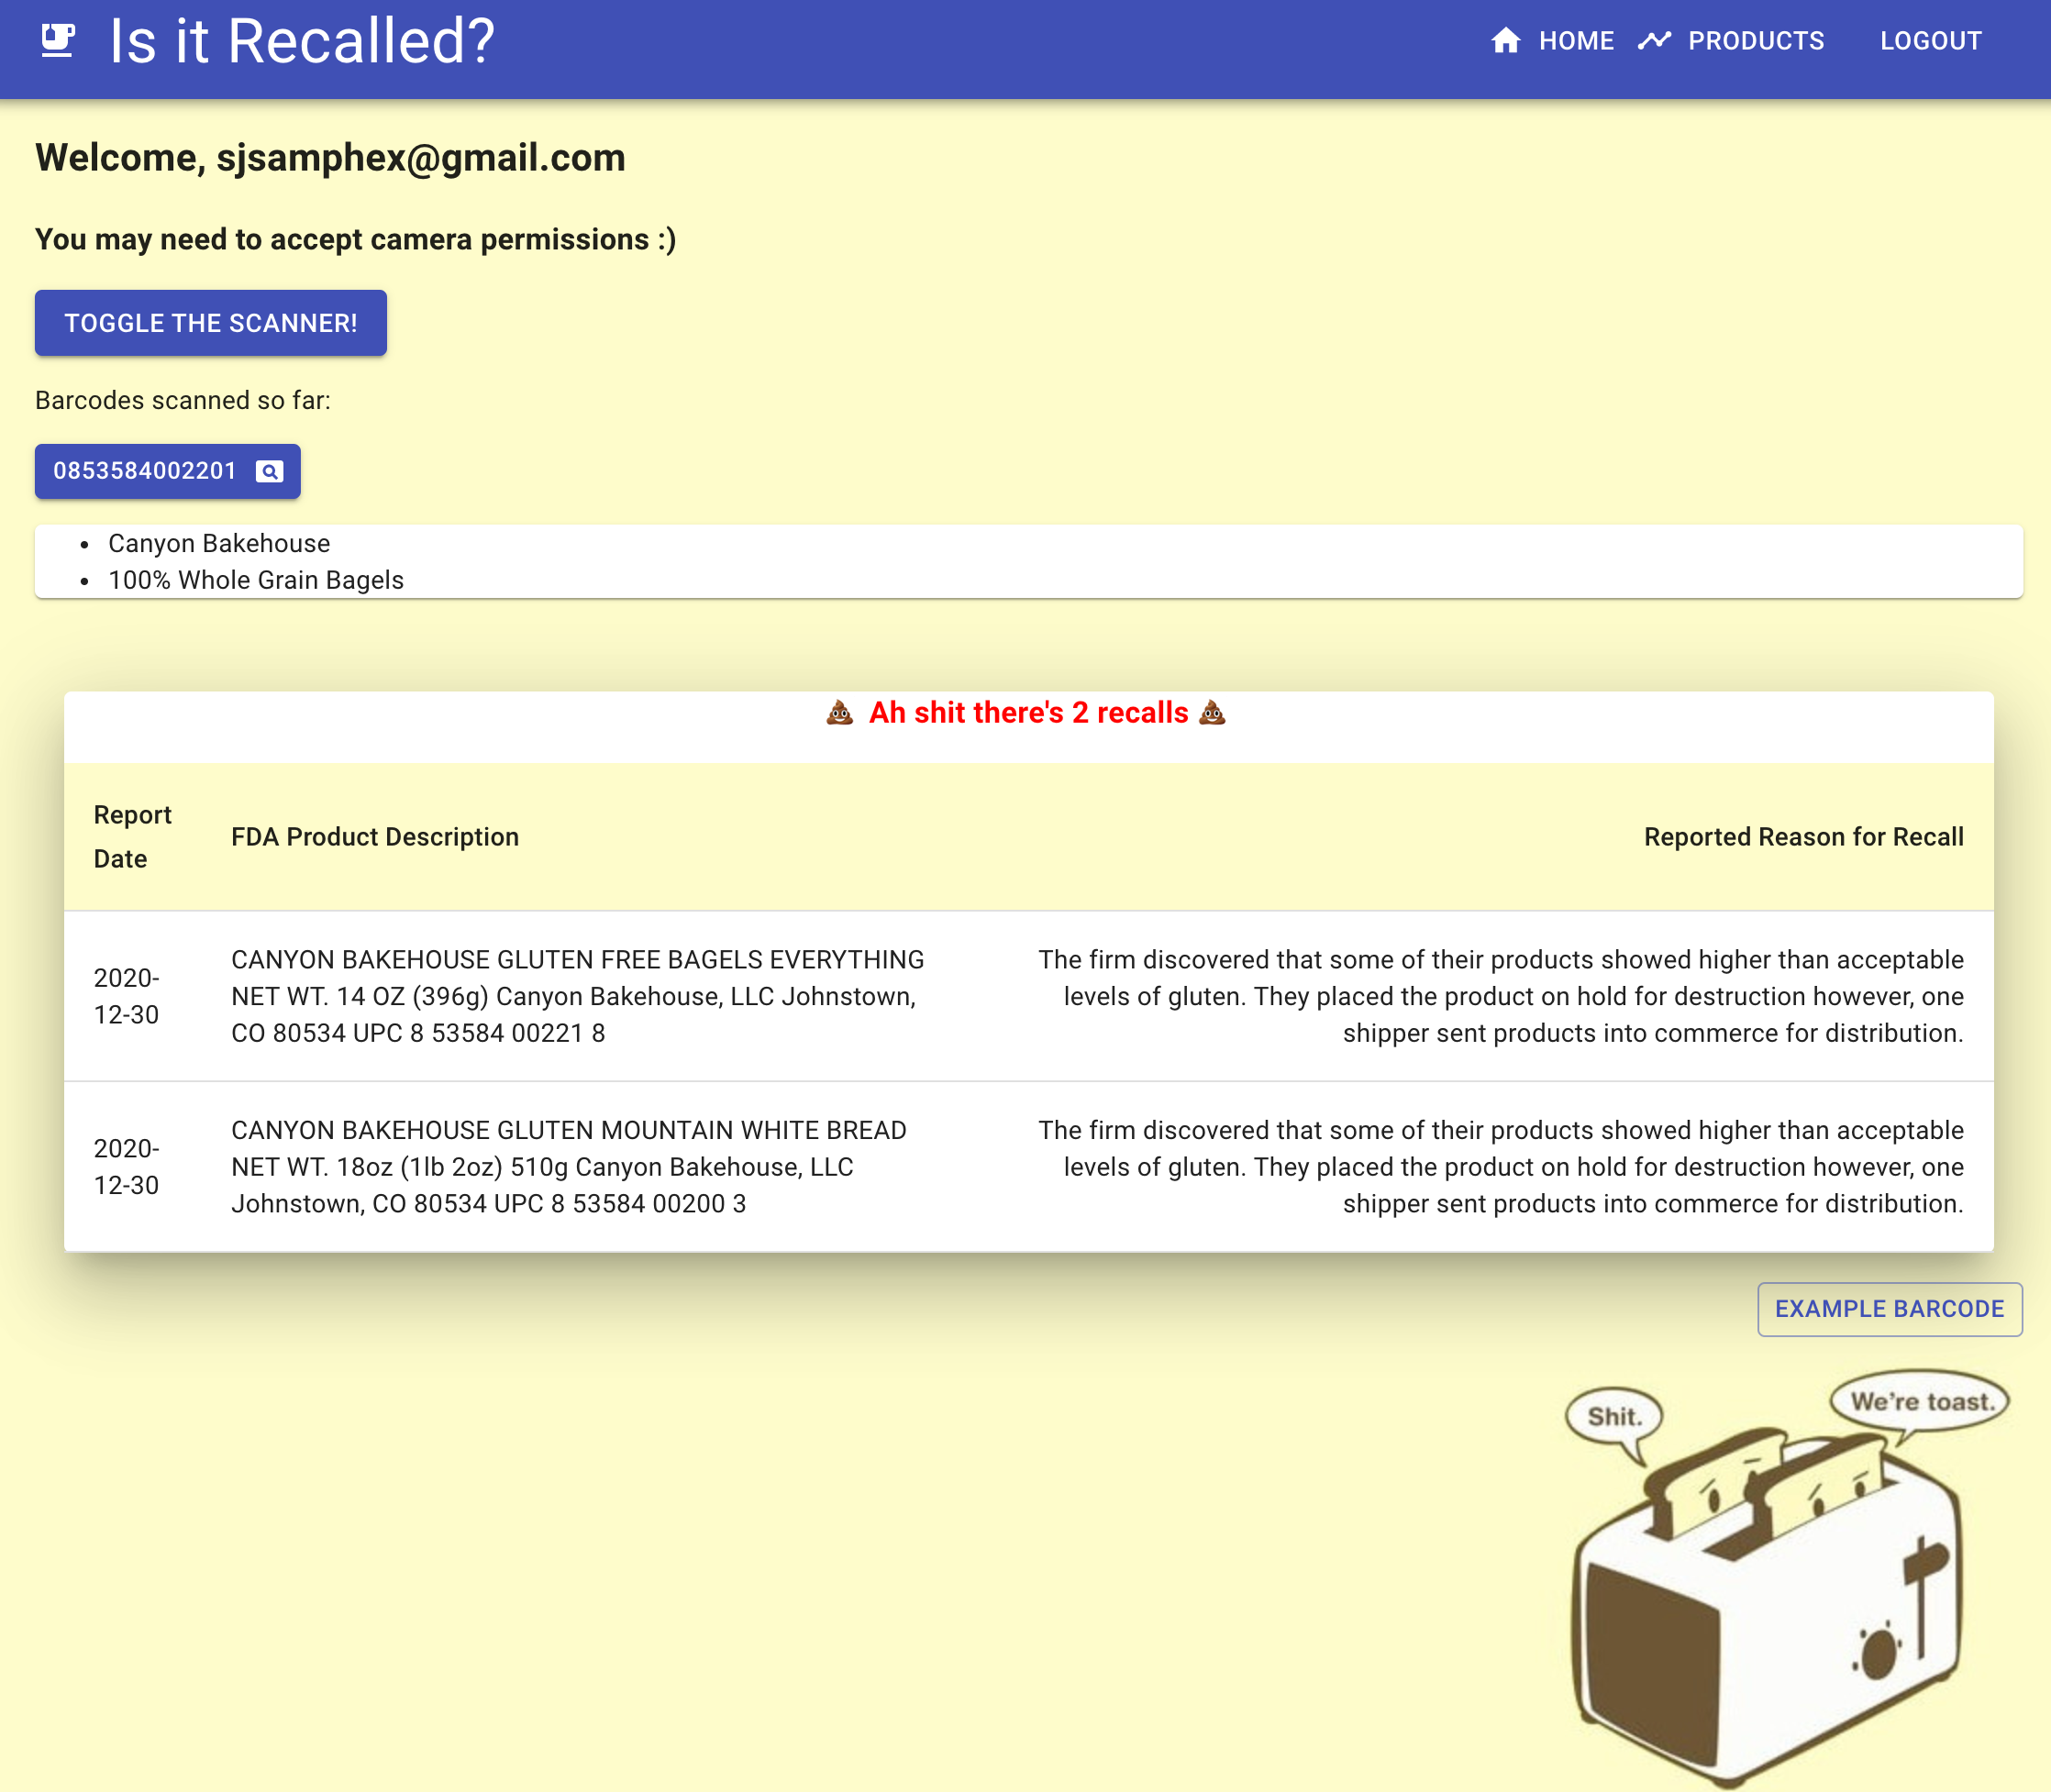 Is it Recalled?
HOME
PRODUCTS
LOGOUT
Welcome, sjsamphex@gmail.com
You may need to accept camera permissions :)
TOGGLE THE SCANNER!
Barcodes scanned so far:
0853584002201
• Canyon Bakehouse
• 100% Whole Grain Bagels
💩 Ah shit there's 2 recalls 💩
Report
Date
FDA Product Description
Reported Reason for Recall
2020-
12-30
CANYON BAKEHOUSE GLUTEN FREE BAGELS EVERYTHING
NET WT. 14 OZ (396g) Canyon Bakehouse, LLC Johnstown,
CO 80534 UPC 8 53584 00221 8
The firm discovered that some of their products showed higher than acceptable
levels of gluten. They placed the product on hold for destruction however, one
shipper sent products into commerce for distribution.
2020-
12-30
CANYON BAKEHOUSE GLUTEN MOUNTAIN WHITE BREAD
NET WT. 18oz (1lb 2oz) 510g Canyon Bakehouse, LLC
Johnstown, CO 80534 UPC 8 53584 00200 3
The firm discovered that some of their products showed higher than acceptable
levels of gluten. They placed the product on hold for destruction however, one
shipper sent products into commerce for distribution.
EXAMPLE BARCODE
Shit.
We're toast.